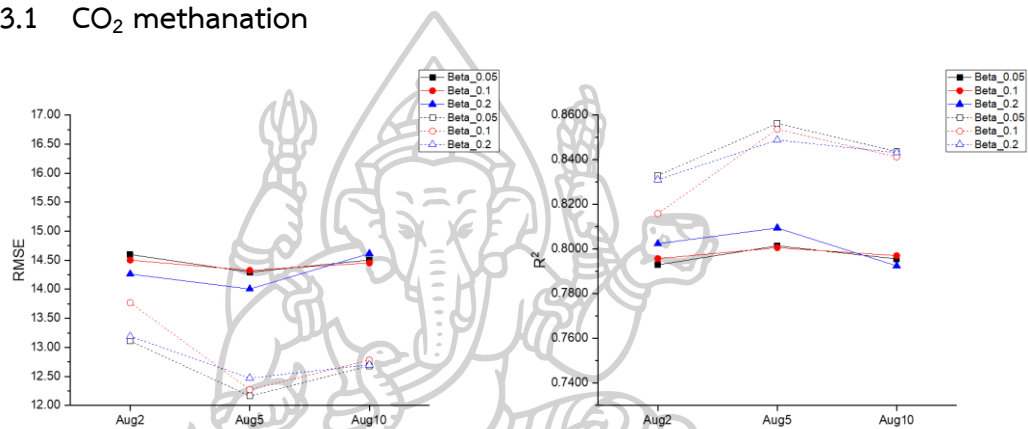 3.1 CO₂ methanation
Beta_0.05
Beta_0.1
Beta_0.2
Beta_0.05
Beta_0.1
Beta_0.2
17.00
16.50
16.00
15.50
15.00
14.50
14.00
13.50
13.00
12.50
12.00
RMSE
Aug2 Aug5 Aug10
Beta_0.05
Beta_0.1
Beta_0.2
Beta_0.05
Beta_0.1
Beta_0.2
0.8600
0.8400
0.8200
0.8000
0.7800
0.7600
0.7400
R²
Aug2 Aug5 Aug10